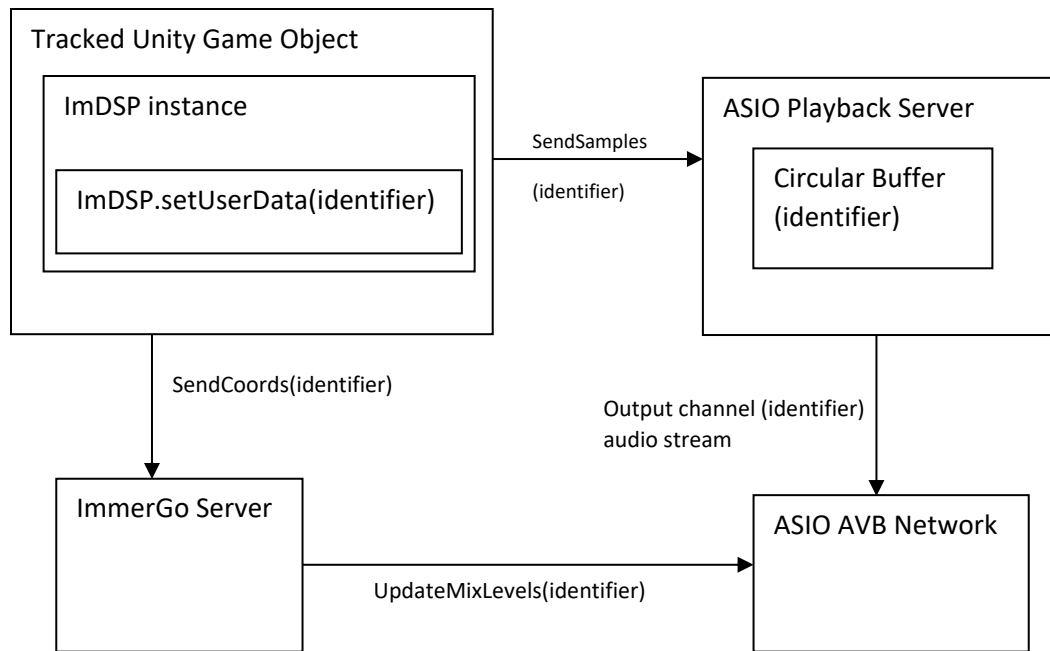 Tracked Unity Game Object
ImDSP instance
ImDSP.setUserData(identifier)
SendSamples
(identifier)
ASIO Playback Server
Circular Buffer
(identifier)
SendCoords(identifier)
Output channel (identifier)
audio stream
ImmerGo Server
ASIO AVB Network
UpdateMixLevels(identifier)